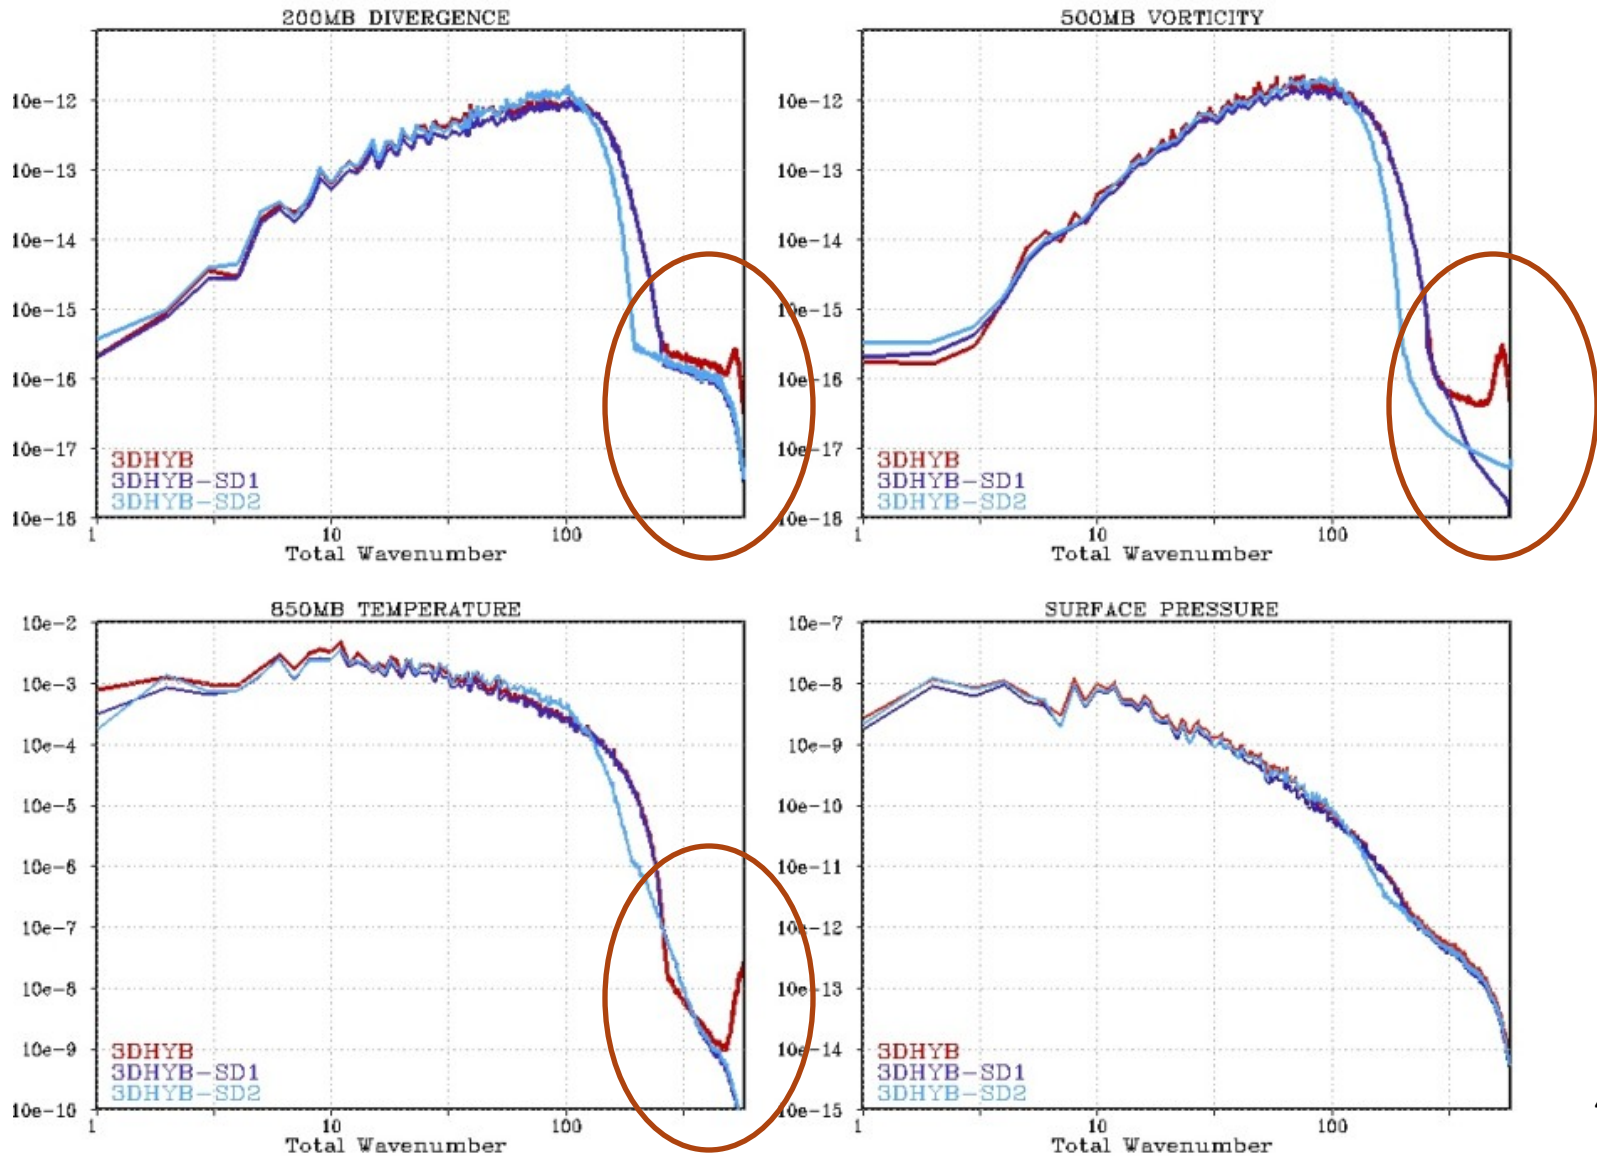 200MB DIVERGENCE
10e-12
10e-13
10e-14
10e-15
10e-16
10e-17
10e-18
3DHYB
3DHYB-SD1
3DHYB-SD2
1
10
100
Total Wavenumber
500MB VORTICITY
10e-12
10e-13
10e-14
10e-15
10e-16
10e-17
10e-18
3DHYB
3DHYB-SD1
3DHYB-SD2
1
10
100
Total Wavenumber
850MB TEMPERATURE
10e-2
10e-3
10e-4
10e-5
10e-6
10e-7
10e-8
10e-9
10e-10
3DHYB
3DHYB-SD1
3DHYB-SD2
1
10
100
Total Wavenumber
SURFACE PRESSURE
10e-7
10e-8
10e-9
10e-10
10e-11
10e-12
10e-13
10e-14
10e-15
3DHYB
3DHYB-SD1
3DHYB-SD2
1
10
100
Total Wavenumber